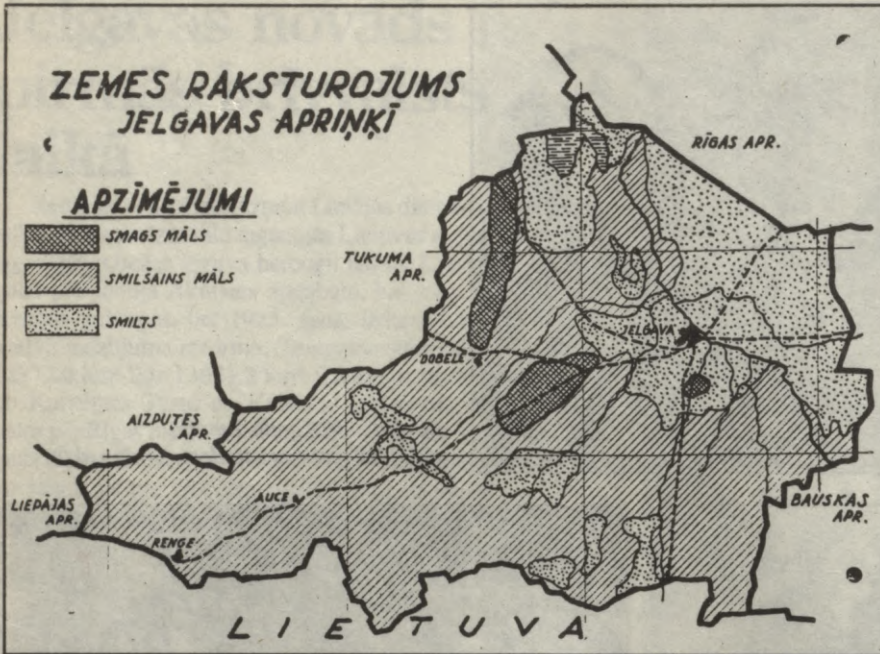 ZEMES RAKSTUROJUMS
JELGAVAS APRIŅĶĪ
APZĪMĒJUMI
SMAGS MĀLS
SMILŠAINS MĀLS
SMILTS
RĪGAS APR.
TUKUMA
APR.
JELGAVA
DOBELE
AIZPUTES
APR.
LIEPĀJAS
APR.
AUCE
RENGE
BAUSKAS
APR.
LIETUVA